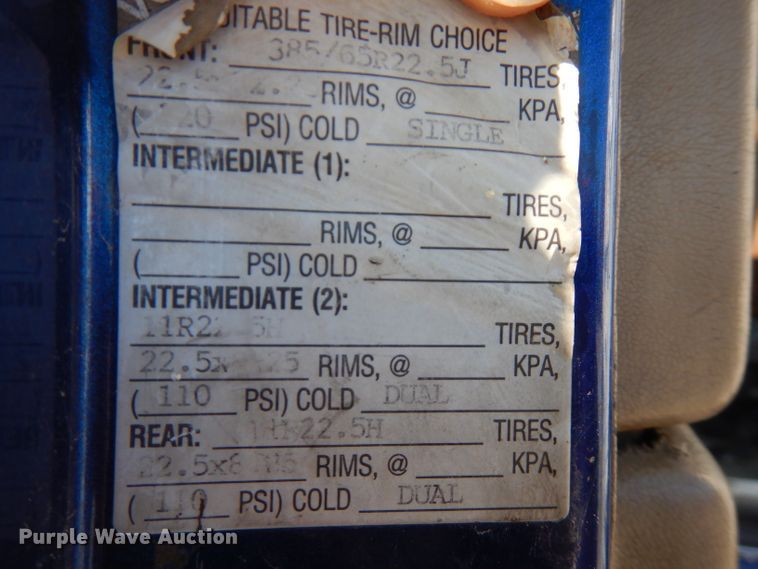 TIRE-RIM CHOICE
FRONT: 385/65R22.5J TIRES,
RIMS, @ KPA,
( PSI) COLD SINGLE
INTERMEDIATE (1):
TIRES,
RIMS, @ KPA,
( PSI) COLD
INTERMEDIATE (2):
TIRES,
RIMS, @ KPA,
( 110 PSI) COLD DUAL
REAR: TIRES,
RIMS, @ KPA,
( 110 PSI) COLD DUAL
Purple Wave Auction